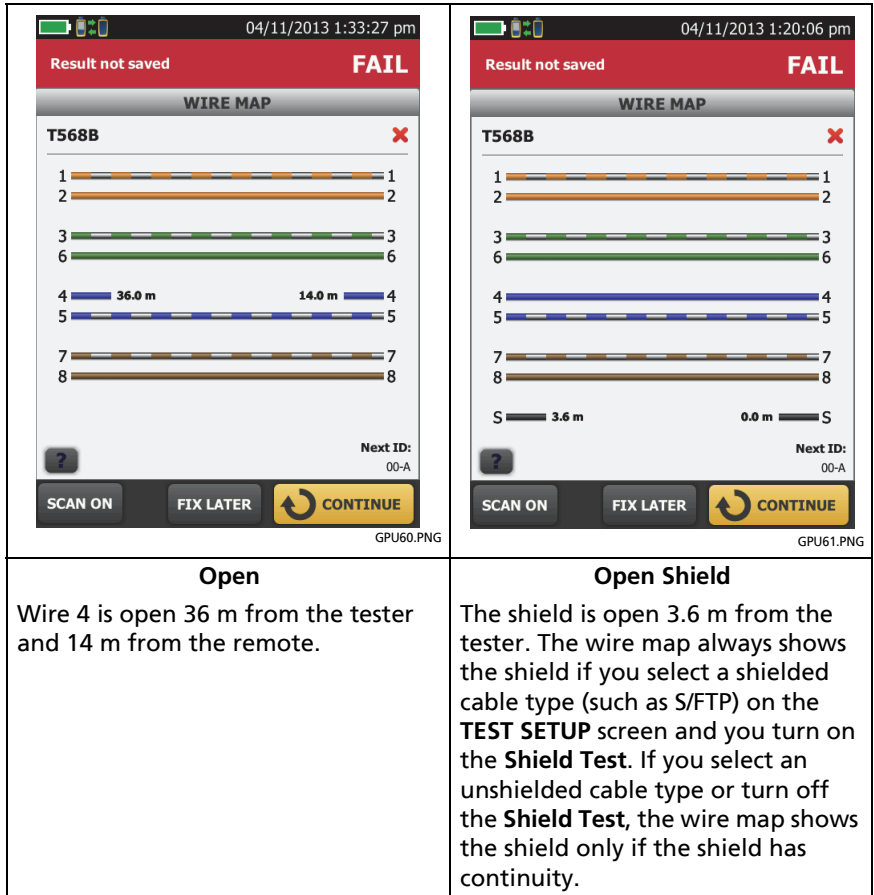 04/11/2013 1:33:27 pm
Result not saved FAIL
WIRE MAP
T568B
1 1
2 2
3 3
6 6
4 36.0 m 14.0 m 4
5 5
7 7
8 8
?
Next ID:
00-A
SCAN ON FIX LATER CONTINUE
GPU60.PNG
Open
Wire 4 is open 36 m from the tester
and 14 m from the remote.
04/11/2013 1:20:06 pm
Result not saved FAIL
WIRE MAP
T568B
1 1
2 2
3 3
6 6
4 4
5 5
7 7
8 8
S 3.6 m 0.0 m S
?
Next ID:
00-A
SCAN ON FIX LATER CONTINUE
GPU61.PNG
Open Shield
The shield is open 3.6 m from the
tester. The wire map always shows
the shield if you select a shielded
cable type (such as S/FTP) on the
TEST SETUP screen and you turn on
the Shield Test. If you select an
unshielded cable type or turn off
the Shield Test, the wire map shows
the shield only if the shield has
continuity.